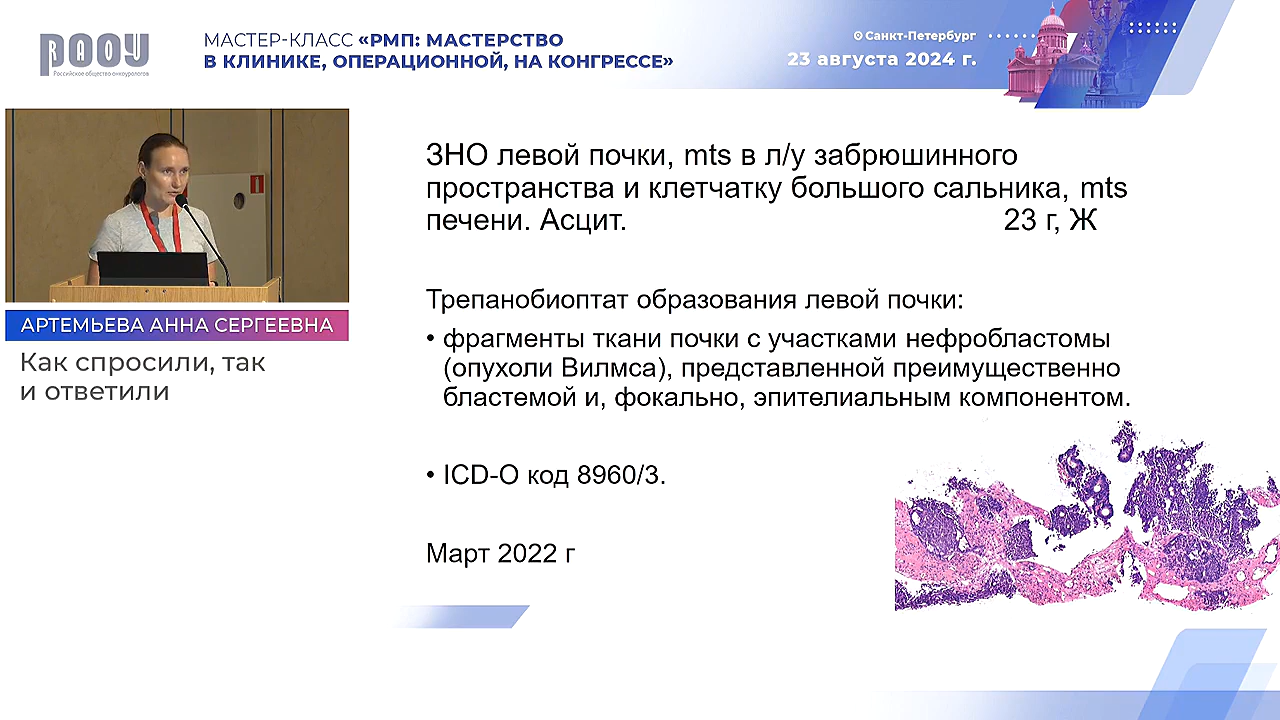 РАОУ
Российское общество онкоурологов
МАСТЕР-КЛАСС «РМП: МАСТЕРСТВО
В КЛИНИКЕ, ОПЕРАЦИОННОЙ, НА КОНГРЕССЕ»
Санкт-Петербург
23 августа 2024 г.
АРТЕМЬЕВА АННА СЕРГЕЕВНА
Как спросили, так
и ответили
ЗНО левой почки, mts в л/у забрюшинного
пространства и клетчатку большого сальника, mts
печени. Асцит. 23 г, Ж
Трепанобиоптат образования левой почки:
• фрагменты ткани почки с участками нефробластомы
(опухоли Вилмса), представленной преимущественно
бластемой и, фокально, эпителиальным компонентом.
• ICD-O код 8960/3.
Март 2022 г